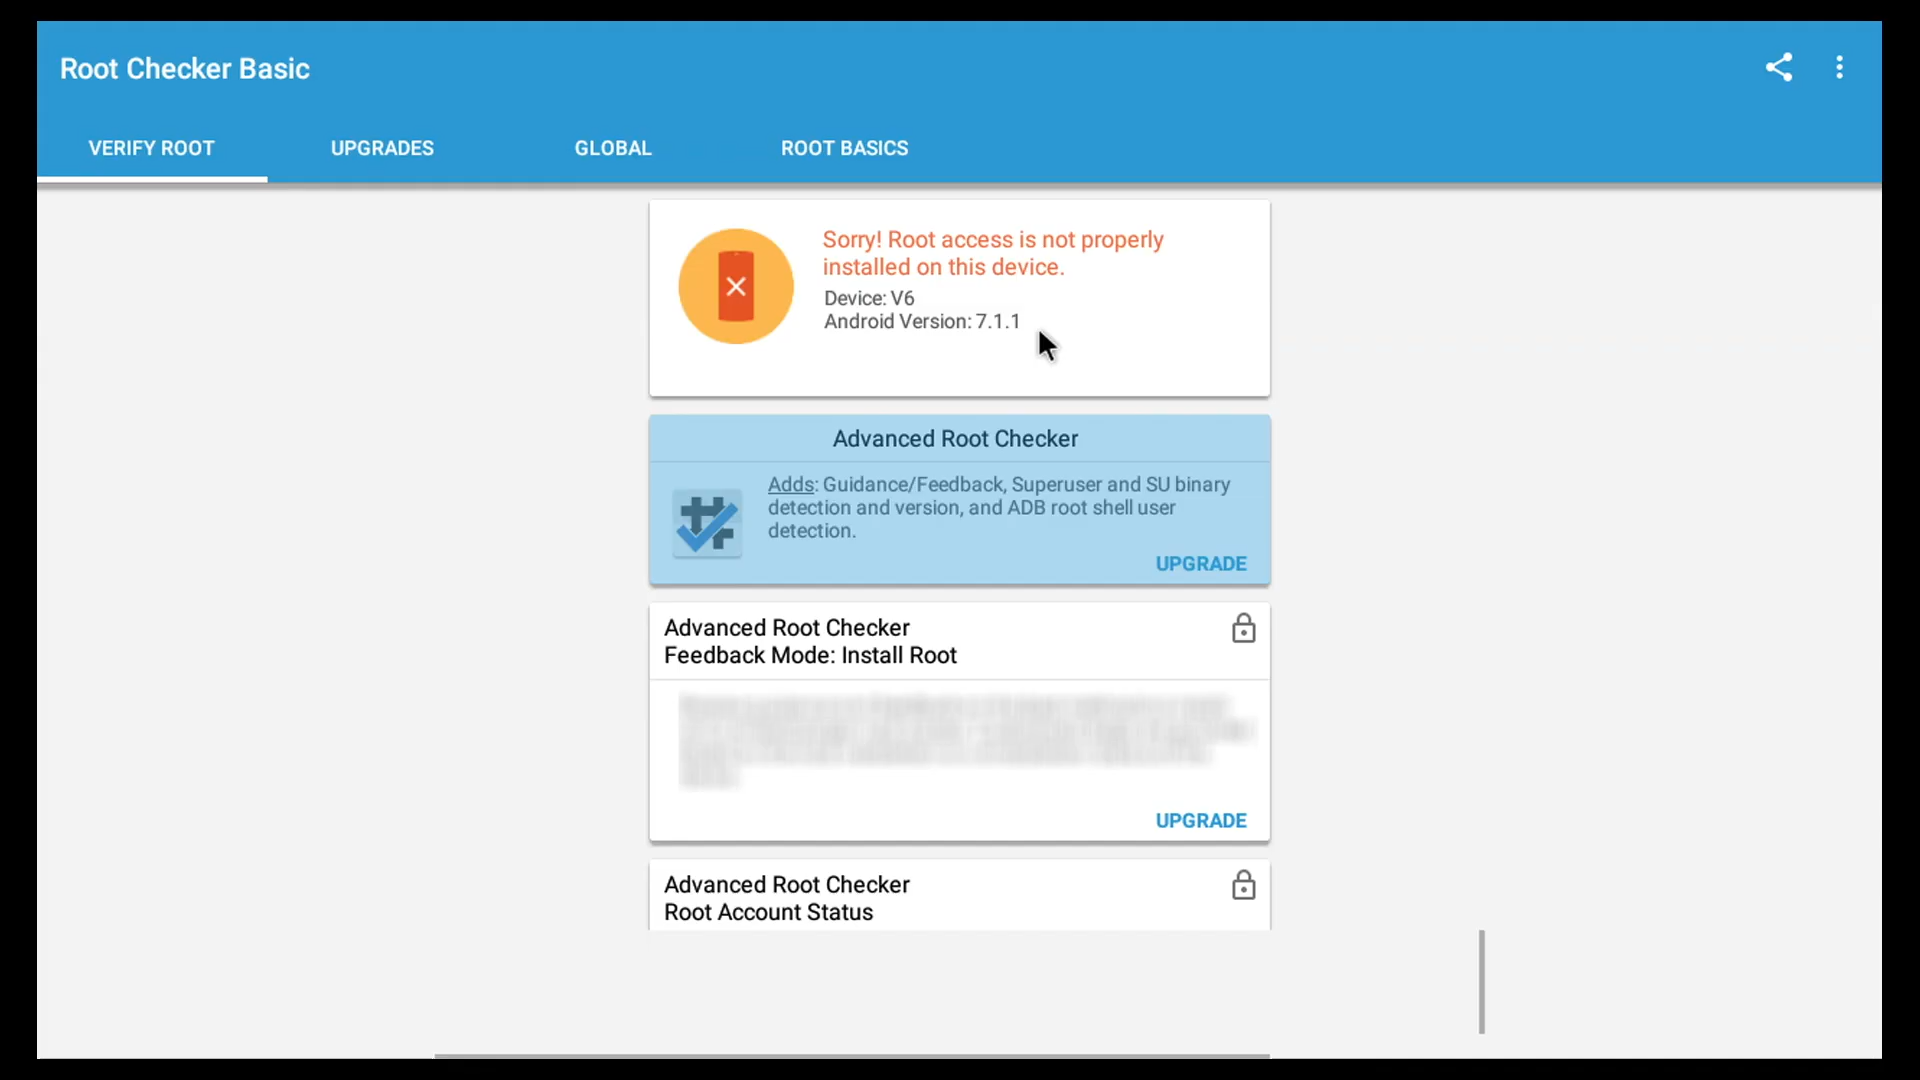 Root Checker Basic
VERIFY ROOT
UPGRADES
GLOBAL
ROOT BASICS
Sorry! Root access is not properly
installed on this device.
Device: V6
Android Version: 7.1.1
Advanced Root Checker
Adds: Guidance/Feedback, Superuser and SU binary
detection and version, and ADB root shell user
detection.
UPGRADE
Advanced Root Checker
Feedback Mode: Install Root
UPGRADE
Advanced Root Checker
Root Account Status